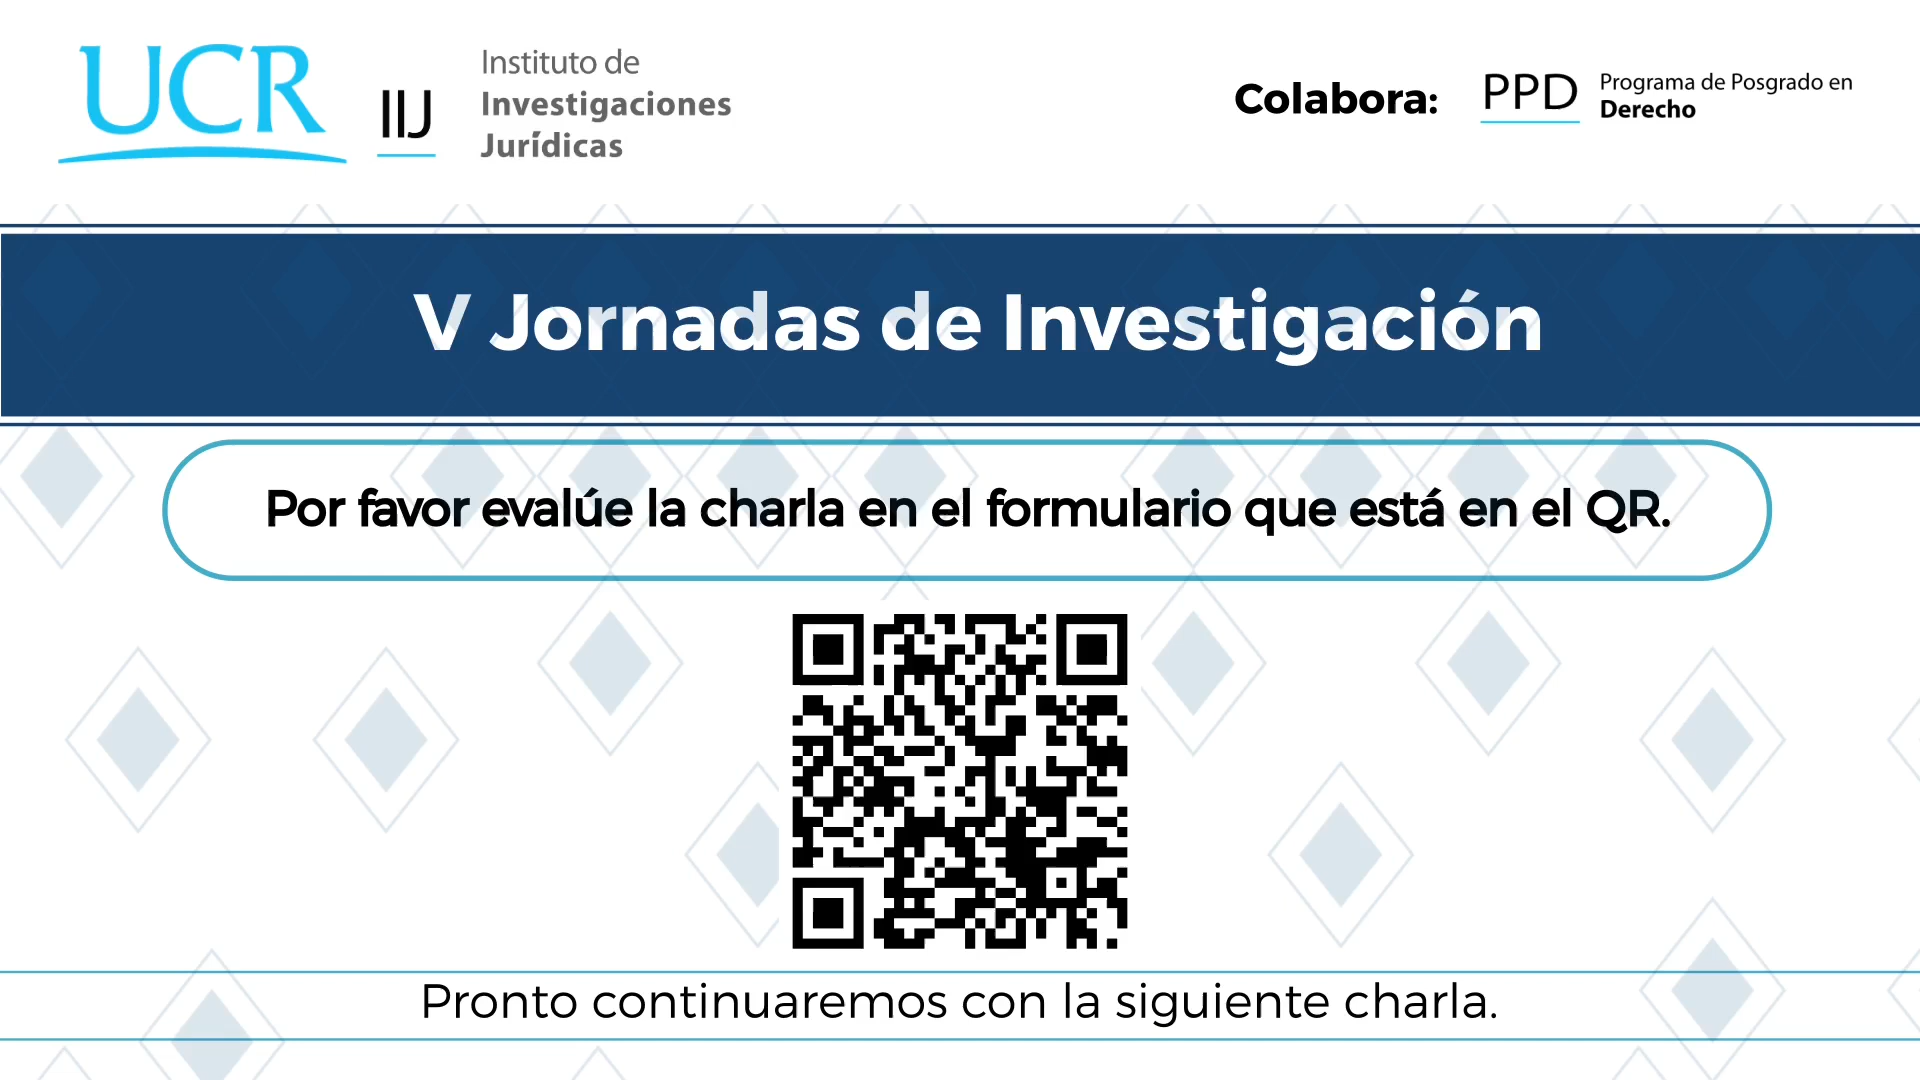 UCR
IIJ
Instituto de
Investigaciones
Jurídicas
Colabora:
PPD
Programa de Posgrado en
Derecho
V Jornadas de Investigación
Por favor evalúe la charla en el formulario que está en el QR.
Pronto continuaremos con la siguiente charla.